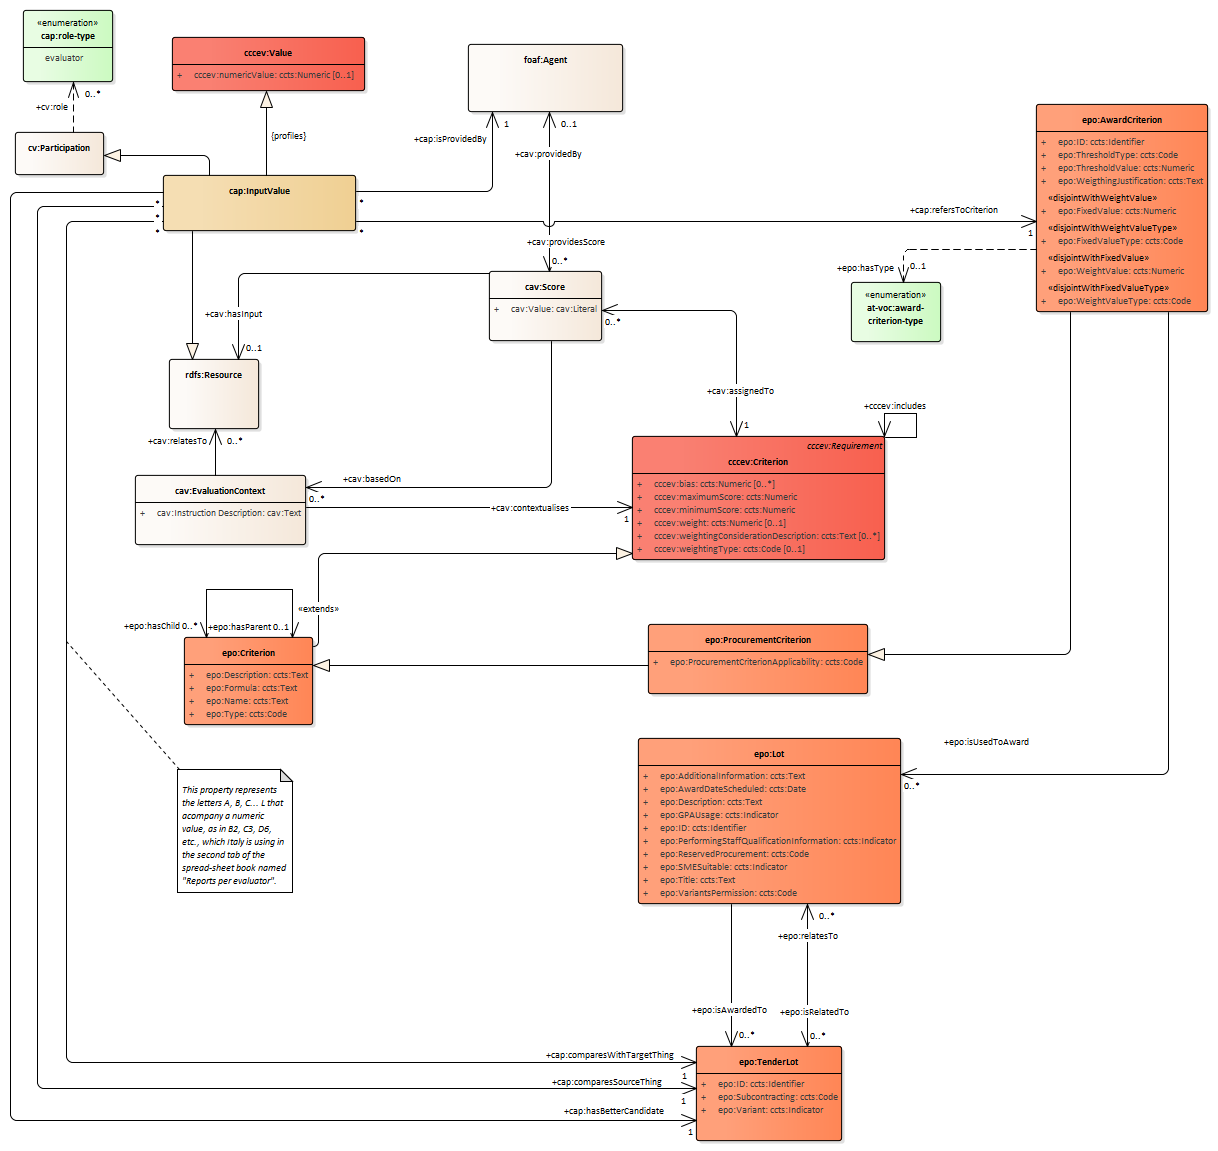 «enumeration»
cap:role-type
evaluator
0..*
+cv:role
cv:Participation
cccev:Value
+ cccev:numericValue: ccts:Numeric [0..1]
{profiles}
foaf:Agent
1
+cap:isProvidedBy
0..1
+cav:providedBy
cap:InputValue
+cap:refersToCriterion
1
+cav:providesScore
0..*
epo:AwardCriterion
+ epo:ID: ccts:Identifier
+ epo:ThresholdType: ccts:Code
+ epo:ThresholdValue: ccts:Numeric
+ epo:WeigthingJustification: ccts:Text
«disjointWithWeightValue»
+ epo:FixedValue: ccts:Numeric
«disjointWithWeightValueType»
+ epo:FixedValueType: ccts:Code
«disjointWithFixedValue»
+ epo:WeightValue: ccts:Numeric
«disjointWithFixedValueType»
+ epo:WeightValueType: ccts:Code
+epo:hasType
0..1
«enumeration»
at-voc:award-
criterion-type
cav:Score
+ cav:Value: cav:Literal
0..*
+cav:hasInput
0..1
rdfs:Resource
+cav:relatesTo
0..*
+cav:assignedTo
1
+cccev:includes
cccev:Requirement
cccev:Criterion
+ cccev:bias: ccts:Numeric [0..*]
+ cccev:maximumScore: ccts:Numeric
+ cccev:minimumScore: ccts:Numeric
+ cccev:weight: ccts:Numeric [0..1]
+ cccev:weightingConsiderationDescription: ccts:Text [0..*]
+ cccev:weightingType: ccts:Code [0..1]
cav:EvaluationContext
+ cav:Instruction Description: cav:Text
+cav:basedOn
0..*
+cav:contextualises
1
«extends»
+epo:hasChild 0..*
+epo:hasParent 0..1
epo:Criterion
+ epo:Description: ccts:Text
+ epo:Formula: ccts:Text
+ epo:Name: ccts:Text
+ epo:Type: ccts:Code
epo:ProcurementCriterion
+ epo:ProcurementCriterionApplicability: ccts:Code
+epo:isUsedToAward
0..*
epo:Lot
+ epo:AdditionalInformation: ccts:Text
+ epo:AwardDateScheduled: ccts:Date
+ epo:Description: ccts:Text
+ epo:GPAUsage: ccts:Indicator
+ epo:ID: ccts:Identifier
+ epo:PerformingStaffQualificationInformation: ccts:Indicator
+ epo:ReservedProcurement: ccts:Code
+ epo:SMESuitable: ccts:Indicator
+ epo:Title: ccts:Text
+ epo:VariantsPermission: ccts:Code
This property represents
the letters A, B, C... L that
acompany a numeric
value, as in B2, C3, D6,
etc., which Italy is using in
the second tab of the
spread-sheet book named
"Reports per evaluator".
0..*
+epo:relatesTo
+epo:isAwardedTo
+epo:isRelatedTo
0..*
0..*
epo:TenderLot
+ epo:ID: ccts:Identifier
+ epo:Subcontracting: ccts:Code
+ epo:Variant: ccts:Indicator
+cap:comparesWithTargetThing
1
+cap:comparesSourceThing
1
+cap:hasBetterCandidate
1